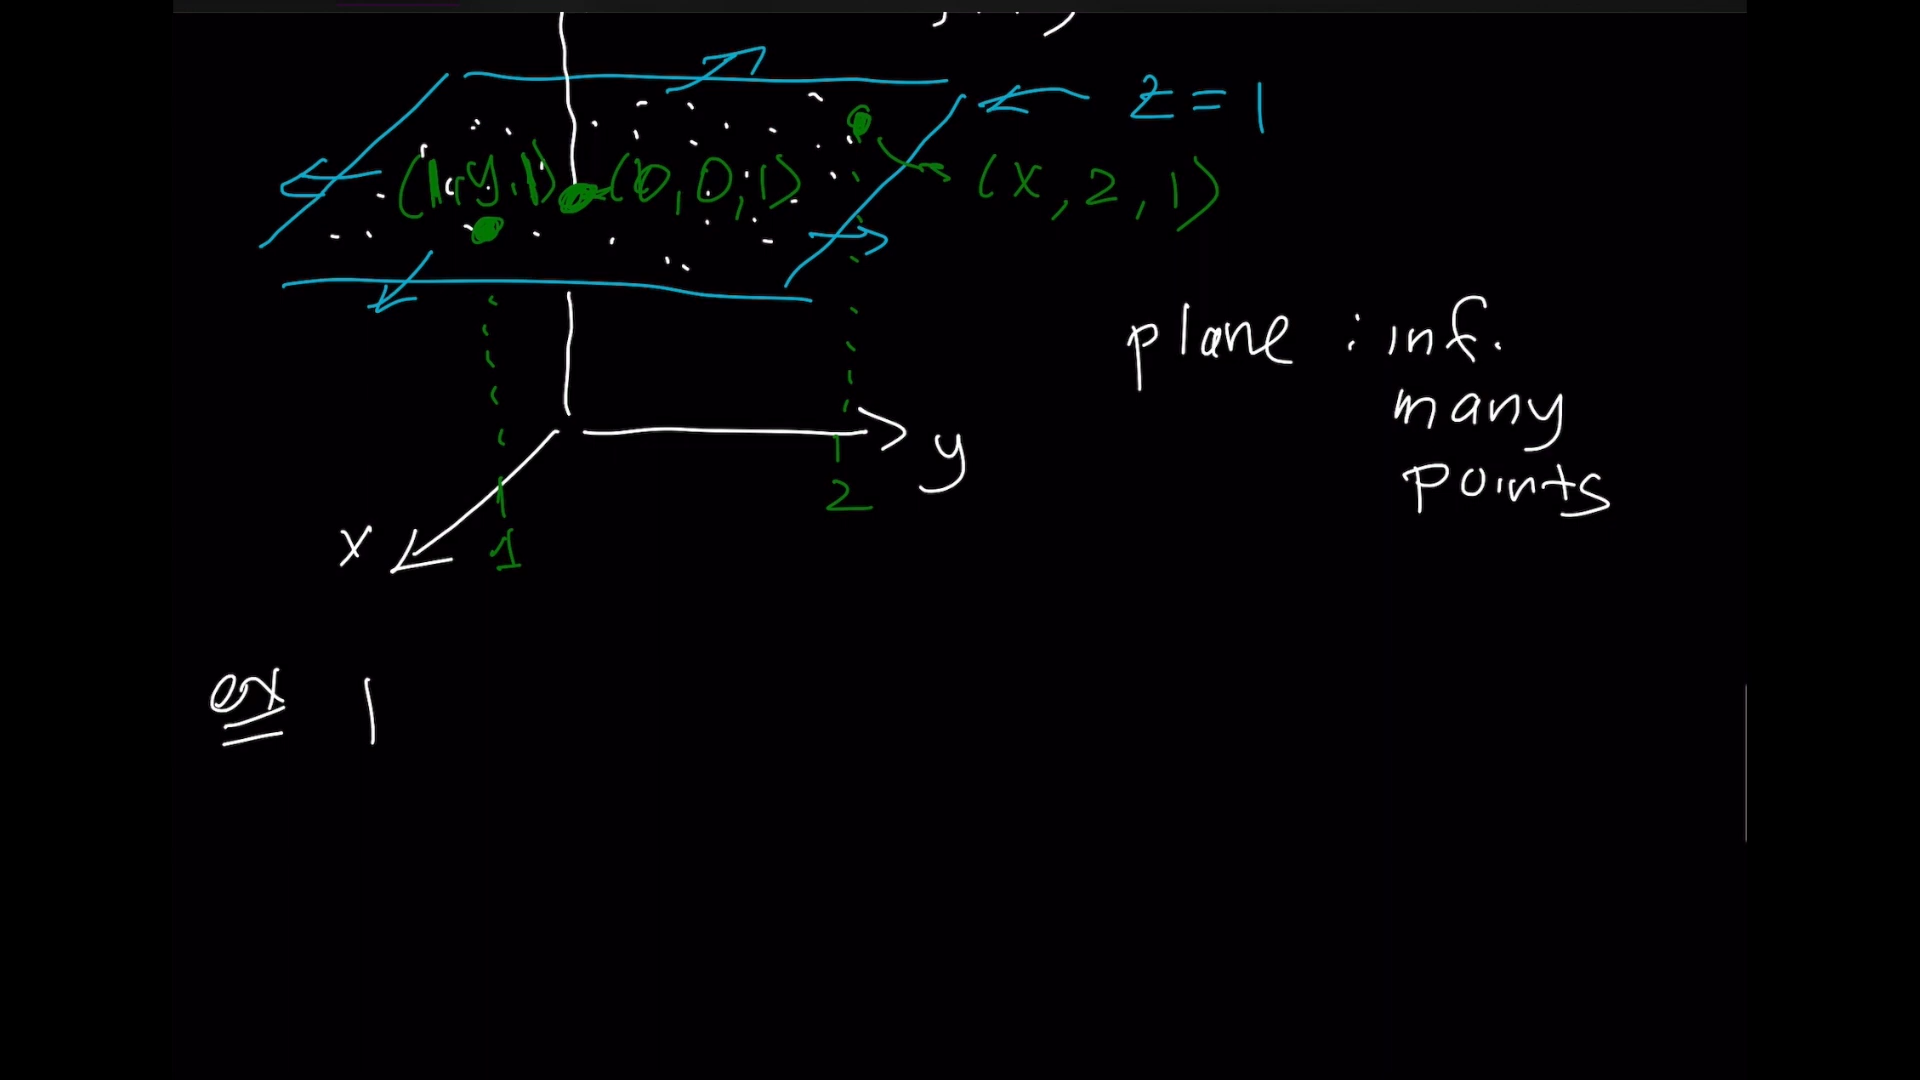 z = 1
(1, y, 1) (0, 0, 1) (x, 2, 1)
plane : inf.
many
points
y
2
x
1
ex 1